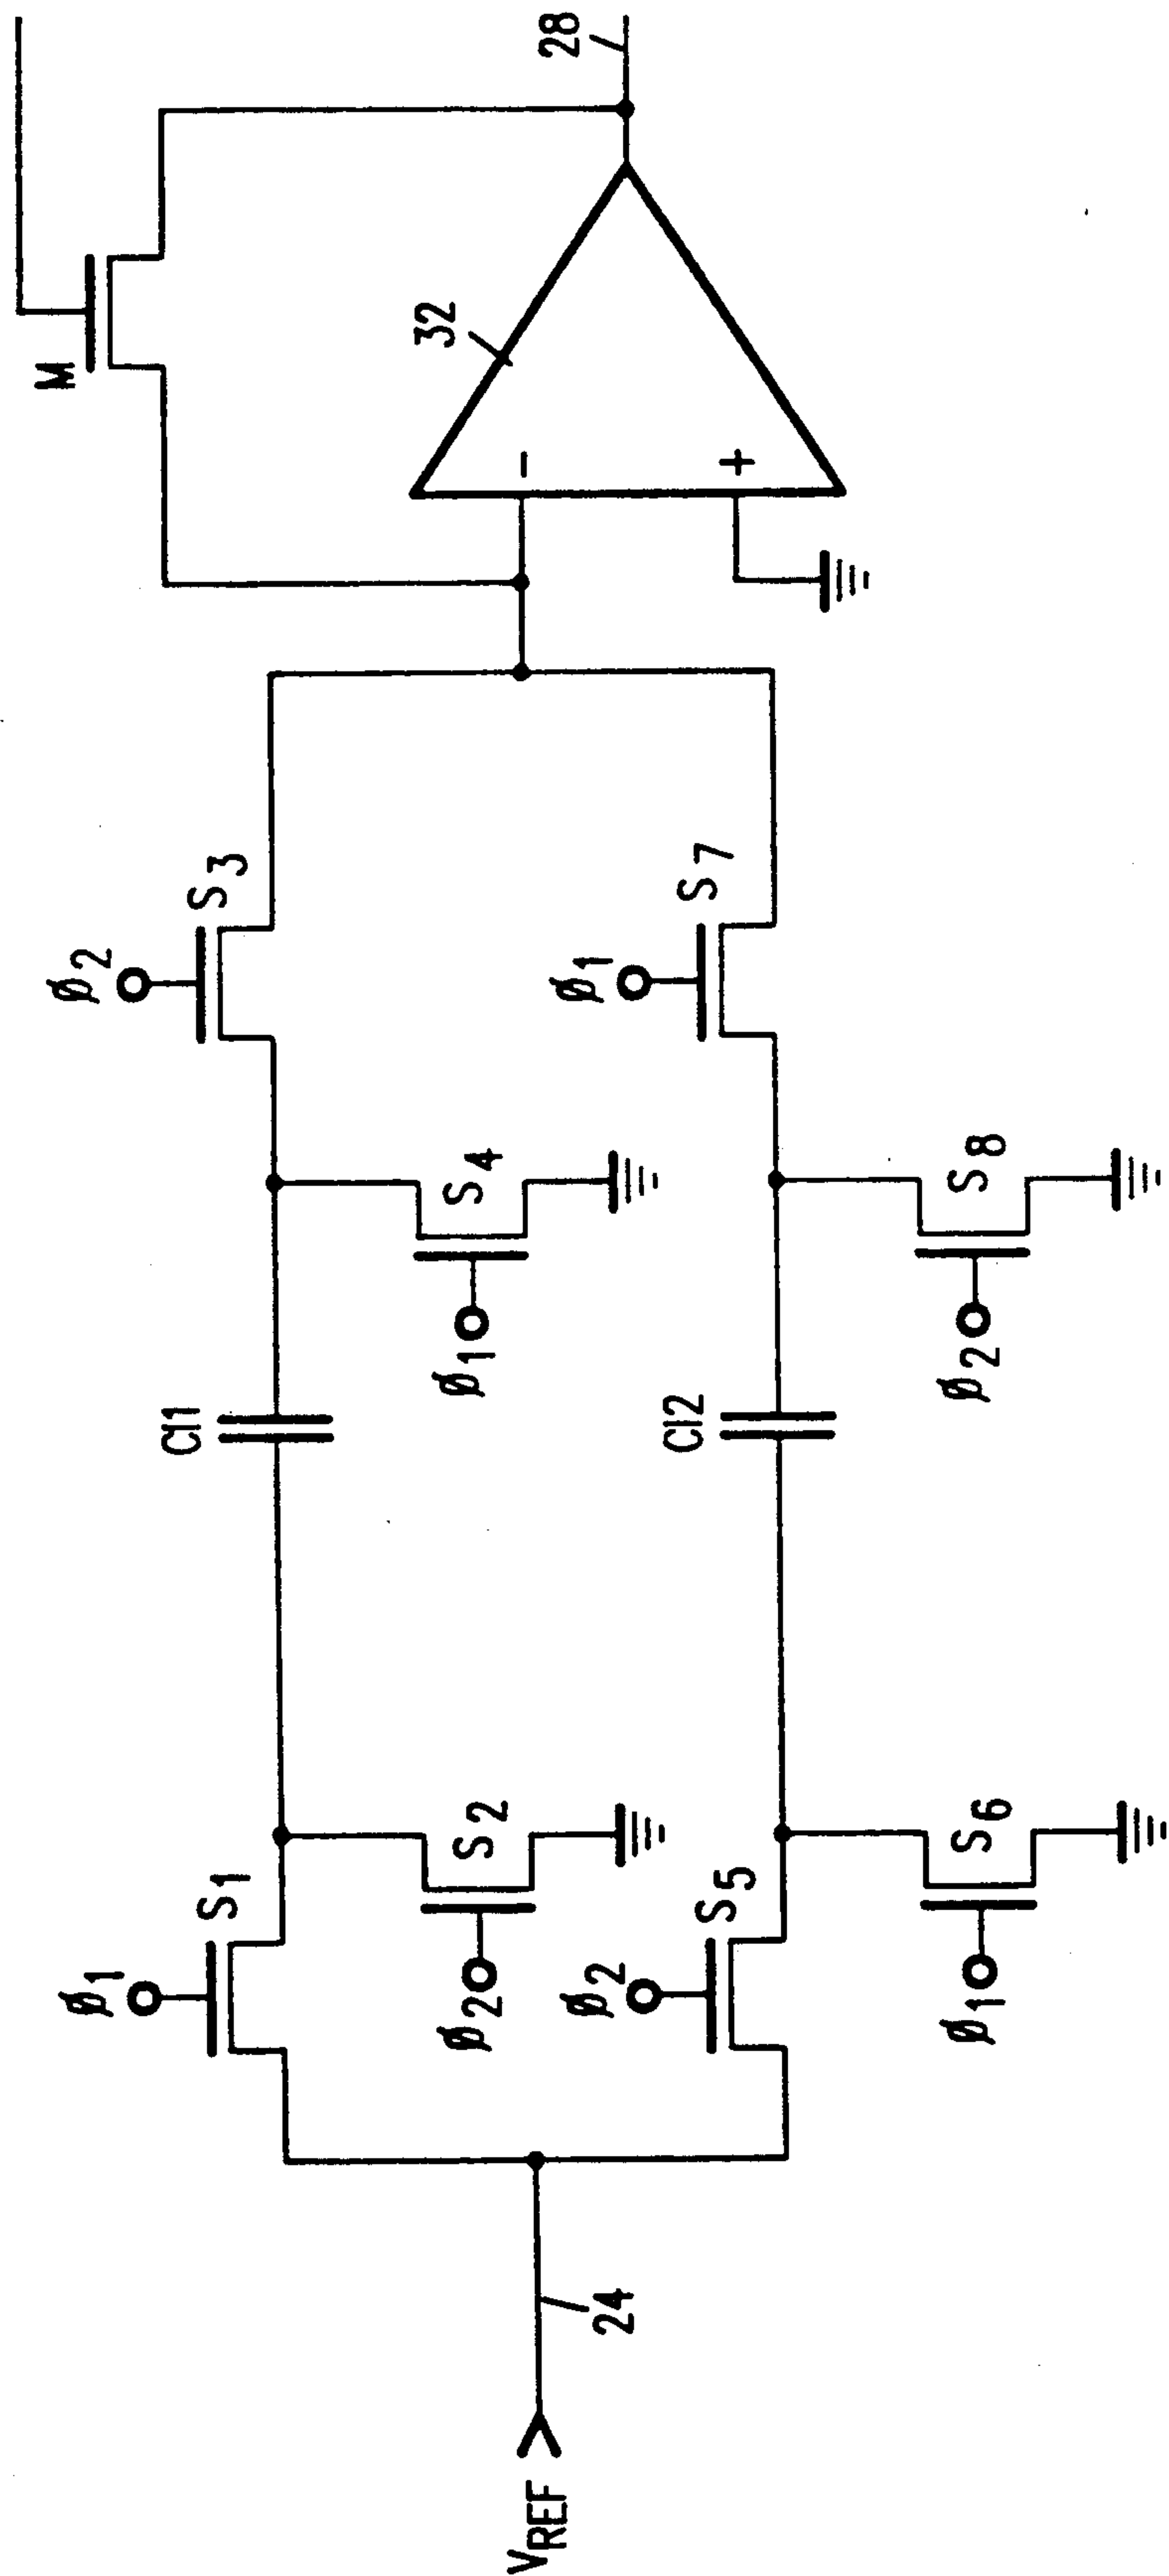 M
28
32
-
+
Ø2
S3
Ø1
S7
S4
Ø1
S8
Ø2
CI1
CI2
Ø1
S1
S2
Ø2
Ø2
S5
S6
Ø1
24
VREF